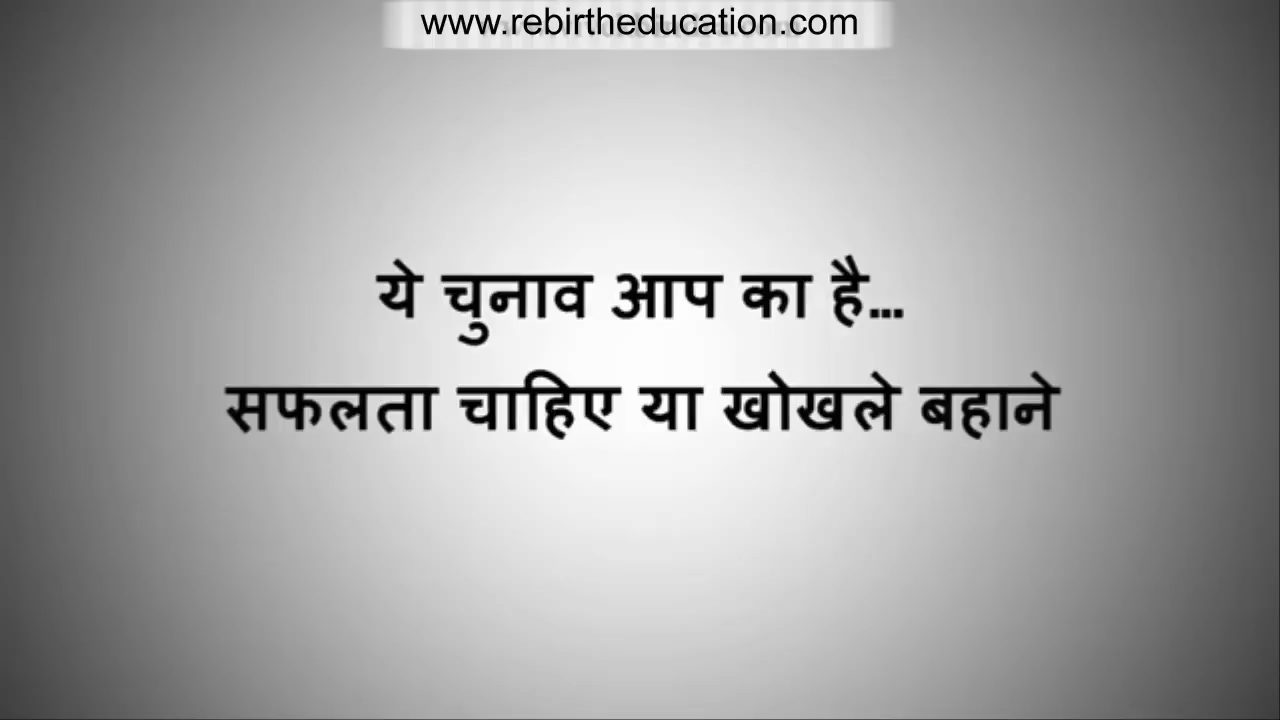 www.rebirtheducation.com
ये चुनाव आप का है...
सफलता चाहिए या खोखले बहाने